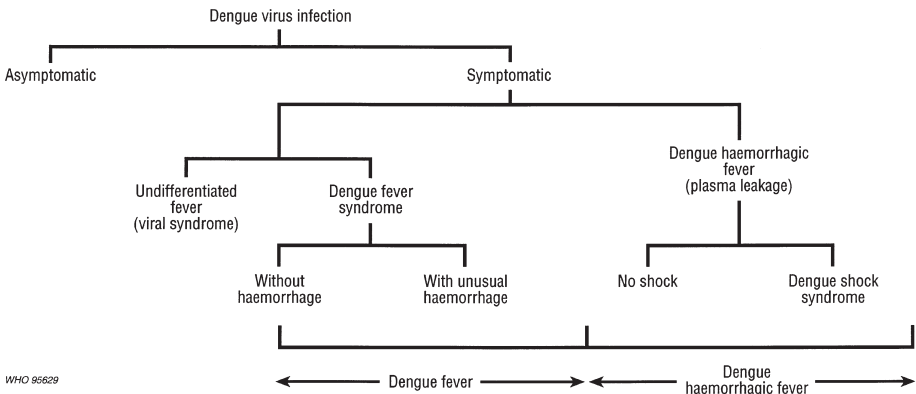 Dengue virus infection
Asymptomatic
Symptomatic
Dengue haemorrhagic
fever
(plasma leakage)
Undifferentiated
fever
(viral syndrome)
Dengue fever
syndrome
Without
haemorrhage
With unusual
haemorrhage
No shock
Dengue shock
syndrome
WHO 95629
Dengue fever
Dengue
haemorrhagic fever